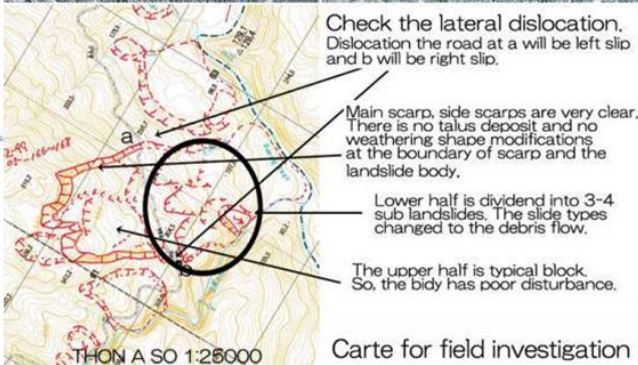 Check the lateral dislocation.
Dislocation the road at a will be left slip
and b will be right slip.
a
Main scarp, side scarps are very clear.
There is no talus deposit and no
weathering shape modifications
at the boundary of scarp and the
landslide body.
Lower half is dividend into 3-4
sub landslides. The slide types
changed to the debris flow.
b
The upper half is typical block.
So, the bidy has poor disturbance.
THON A SO 1:25000
Carte for field investigation